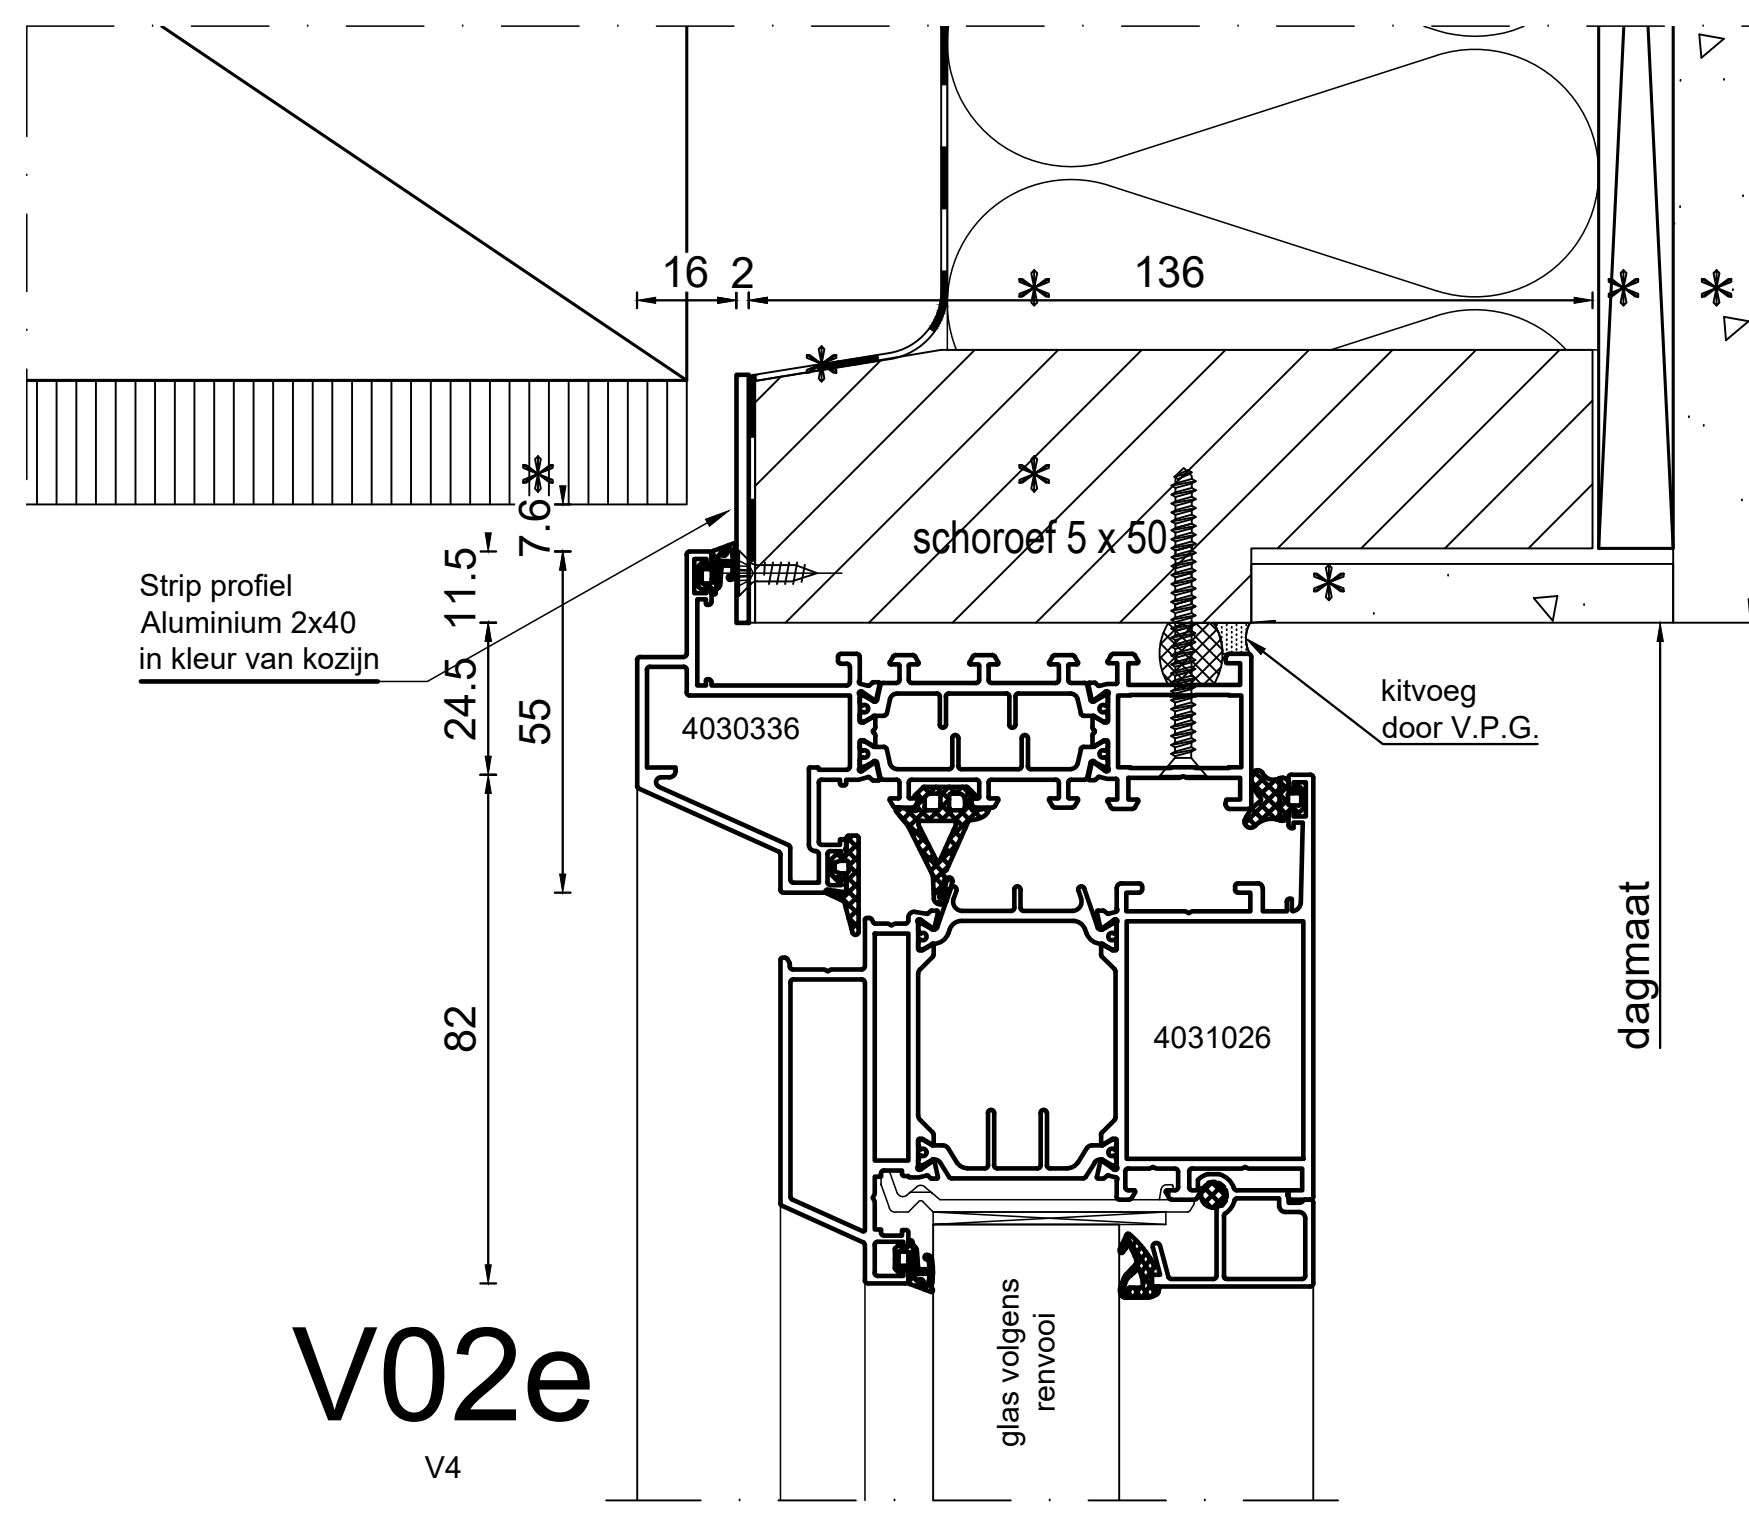 16 2 136
7.6
schoroef 5 x 50
11.5
Strip profiel
Aluminium 2x40
in kleur van kozijn
24.5
55
4030336
kitvoeg
door V.P.G.
dagmaat
82
4031026
glas volgens
renvooi
V02e
V4